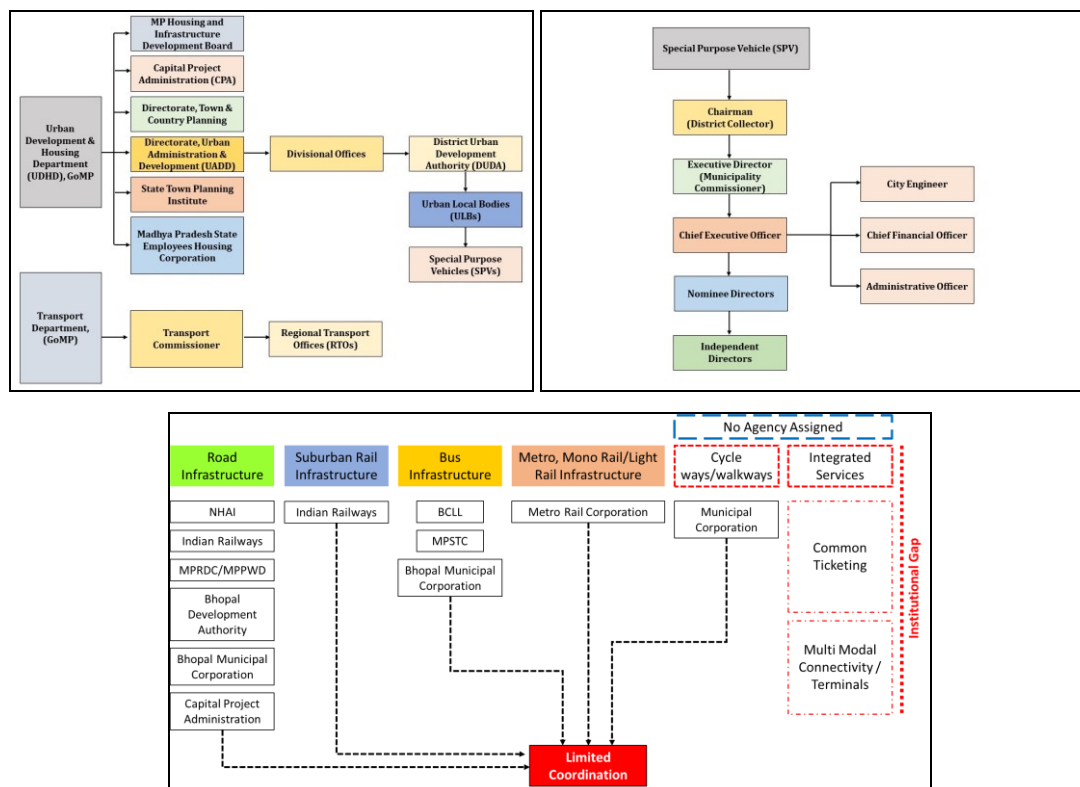 MP Housing and
Infrastructure
Development Board
Capital Project
Administration (CPA)
Directorate, Town &
Country Planning
Urban
Development &
Housing
Department
(UDHD), GoMP
Directorate, Urban
Administration &
Development (UADD)
Divisional Offices
District Urban
Development
Authority (DUDA)
State Town Planning
Institute
Urban Local Bodies
(ULBs)
Madhya Pradesh State
Employees Housing
Corporation
Special Purpose
Vehicles (SPVs)
Transport
Department,
(GoMP)
Transport
Commissioner
Regional Transport
Offices (RTOs)
Special Purpose Vehicle (SPV)
Chairman
(District Collector)
Executive Director
(Municipality
Commissioner)
City Engineer
Chief Executive Officer
Chief Financial Officer
Nominee Directors
Administrative Officer
Independent
Directors
No Agency Assigned
Road
Infrastructure
Suburban Rail
Infrastructure
Bus
Infrastructure
Metro, Mono Rail/Light
Rail Infrastructure
Cycle
ways/walkways
Integrated
Services
NHAI
Indian Railways
MPRDC/MPPWD
Bhopal
Development
Authority
Bhopal Municipal
Corporation
Capital Project
Administration
Indian Railways
BCLL
MPSTC
Bhopal Municipal
Corporation
Metro Rail Corporation
Municipal
Corporation
Common
Ticketing
Multi Modal
Connectivity /
Terminals
Institutional Gap
Limited
Coordination